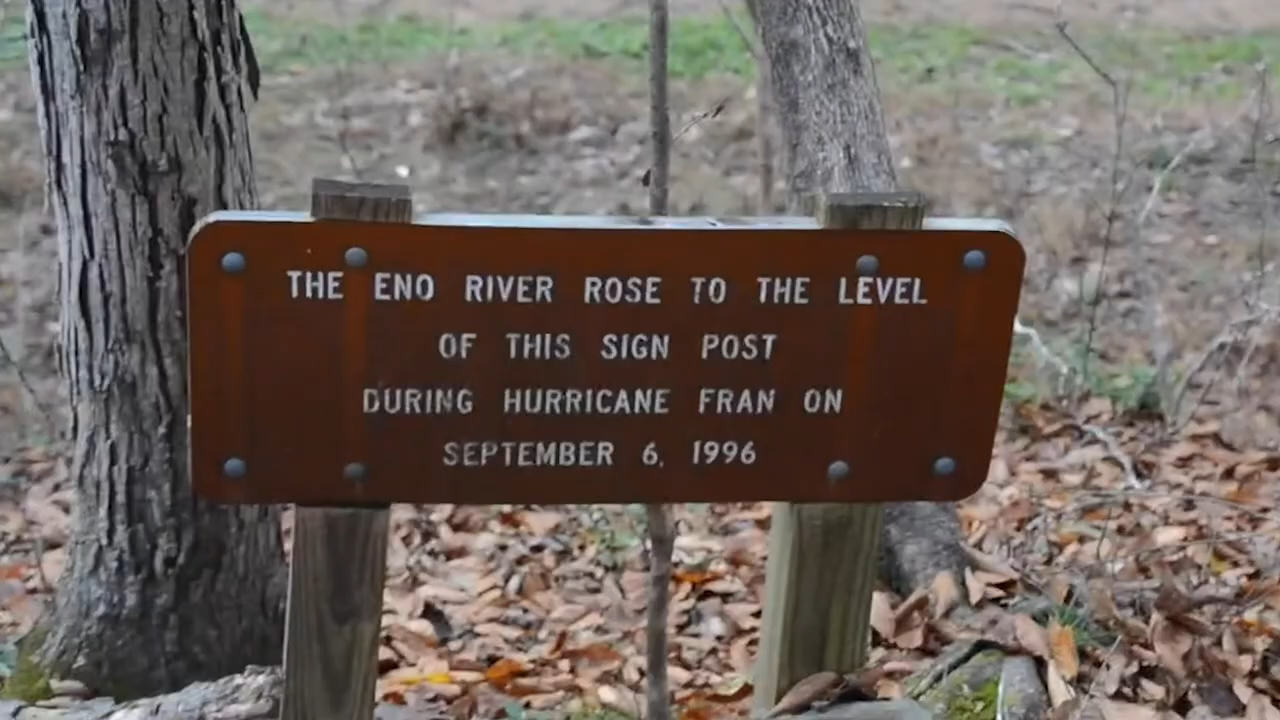 THE ENO RIVER ROSE TO THE LEVEL
OF THIS SIGN POST
DURING HURRICANE FRAN ON
SEPTEMBER 6, 1996